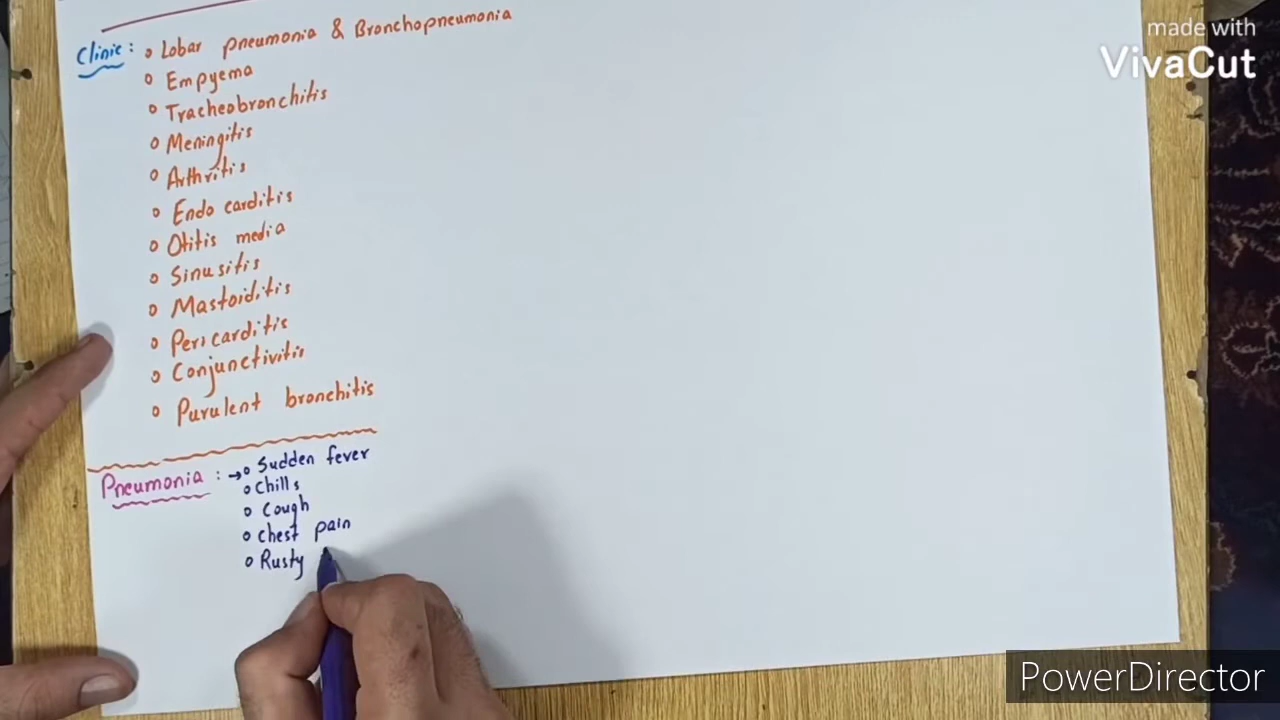 made with
VivaCut
Clinic : o Lobar pneumonia & Bronchopneumonia
o Empyema
o Tracheobronchitis
o Meningitis
o Arthritis
o Endo carditis
o Otitis media
o Sinusitis
o Mastoiditis
o Pericarditis
o Conjunctivitis
o Purulent bronchitis
Pneumonia : → o Sudden fever
o Chills
o Cough
o Chest pain
o Rusty
PowerDirector